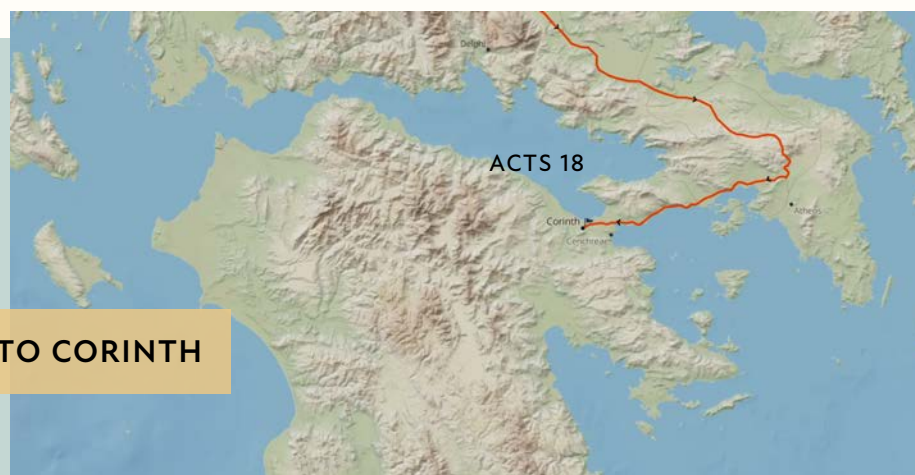 Delphi
ACTS 18
Athens
Corinth
Cenchreae
TO CORINTH